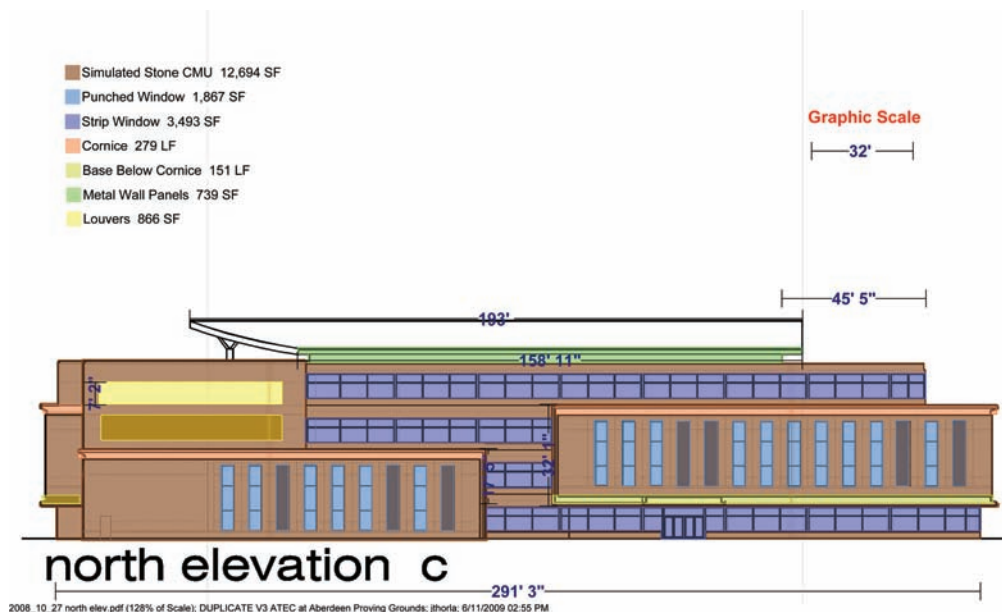 Simulated Stone CMU 12,694 SF
Punched Window 1,867 SF
Strip Window 3,493 SF
Cornice 279 LF
Base Below Cornice 151 LF
Metal Wall Panels 739 SF
Louvers 866 SF
Graphic Scale
32'
45' 5"
193'
158' 11"
7' 2"
32' 1"
north elevation c
291' 3"
2008_10_27 north elev.pdf (128% of Scale); DUPLICATE V3 ATEC at Aberdeen Proving Grounds; jthorla; 6/11/2009 02:55 PM